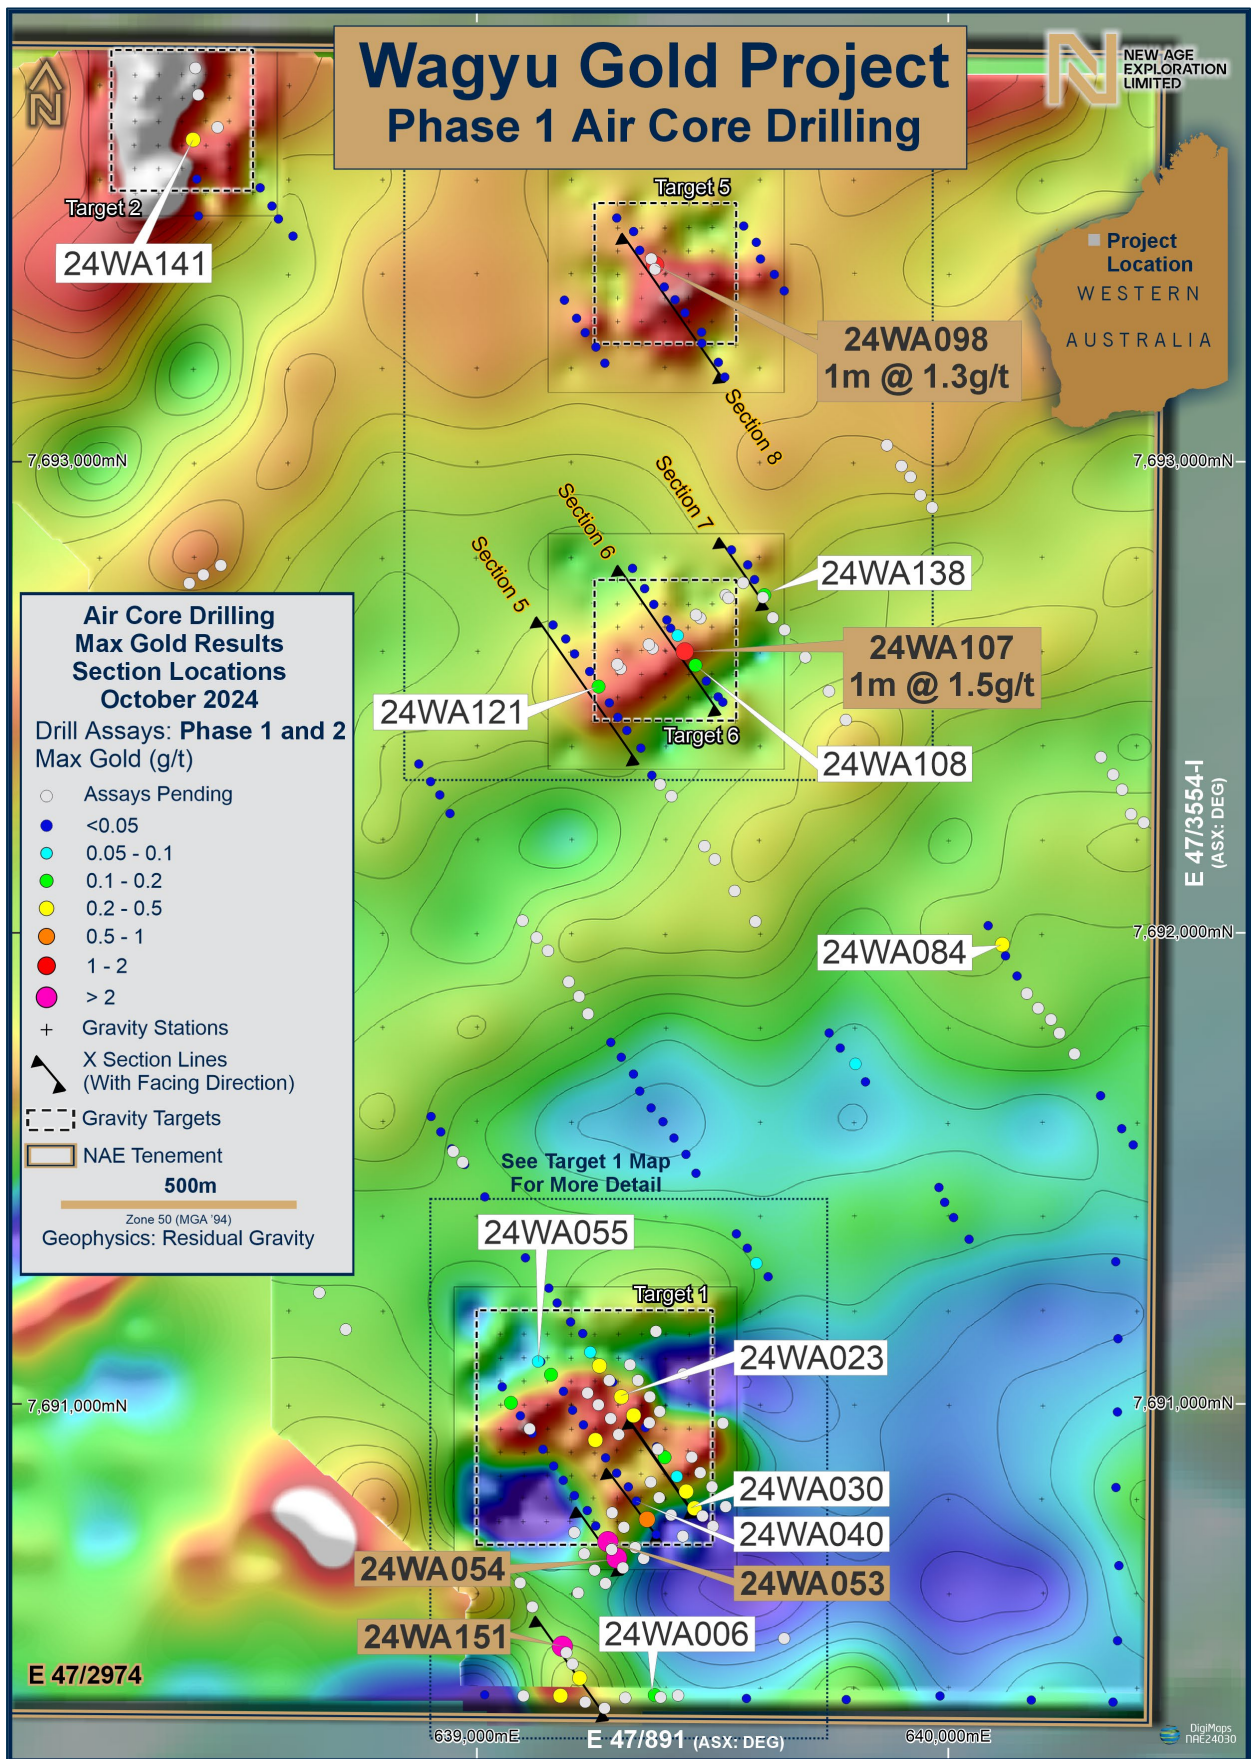 Wagyu Gold Project
Phase 1 Air Core Drilling
N
NEW AGE
EXPLORATION
LIMITED
N
Project
Location
WESTERN
AUSTRALIA
Target 2
24WA141
Target 5
24WA098
1m @ 1.3g/t
Section 8
7,693,000mN
7,693,000mN
Section 7
Section 6
Section 5
24WA138
24WA107
1m @ 1.5g/t
24WA121
Target 6
24WA108
E 47/3554-I
(ASX: DEG)
Air Core Drilling
Max Gold Results
Section Locations
October 2024
Drill Assays: Phase 1 and 2
Max Gold (g/t)
Assays Pending
<0.05
0.05 - 0.1
0.1 - 0.2
0.2 - 0.5
0.5 - 1
1 - 2
> 2
Gravity Stations
X Section Lines
(With Facing Direction)
Gravity Targets
NAE Tenement
500m
Zone 50 (MGA '94)
Geophysics: Residual Gravity
24WA084
7,692,000mN
See Target 1 Map
For More Detail
24WA055
Target 1
24WA023
7,691,000mN
7,691,000mN
24WA030
24WA040
24WA054
24WA053
24WA151
24WA006
E 47/2974
639,000mE
E 47/891 (ASX: DEG)
640,000mE
DigiMaps
NAE24030